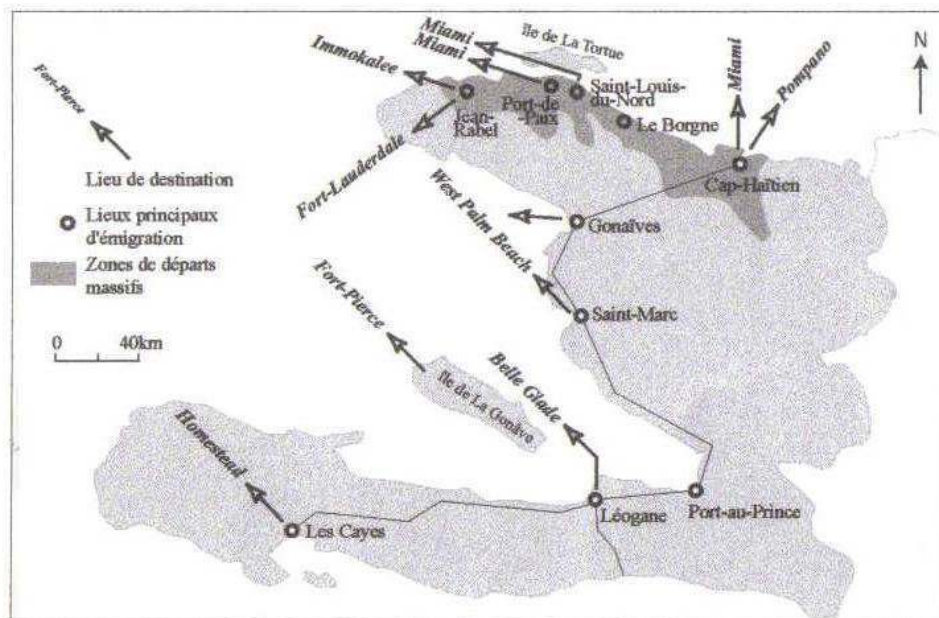 Miami
Miami
Île de La Tortue
Immokalee
Saint-Louis-
du-Nord
Port-de
-Paix
Jean-
Rabel
Le Borgne
Miami
Pompano
N
Cap-Haïtien
Fort-Pierce
Lieu de destination
Fort-Lauderdale
Lieux principaux
d'émigration
Gonaïves
West Palm Beach
Zones de départs
massifs
Saint-Marc
Fort-Pierce
0 40km
Belle Glade
Île de La Gonâve
Homestead
Les Cayes
Léogane
Port-au-Prince